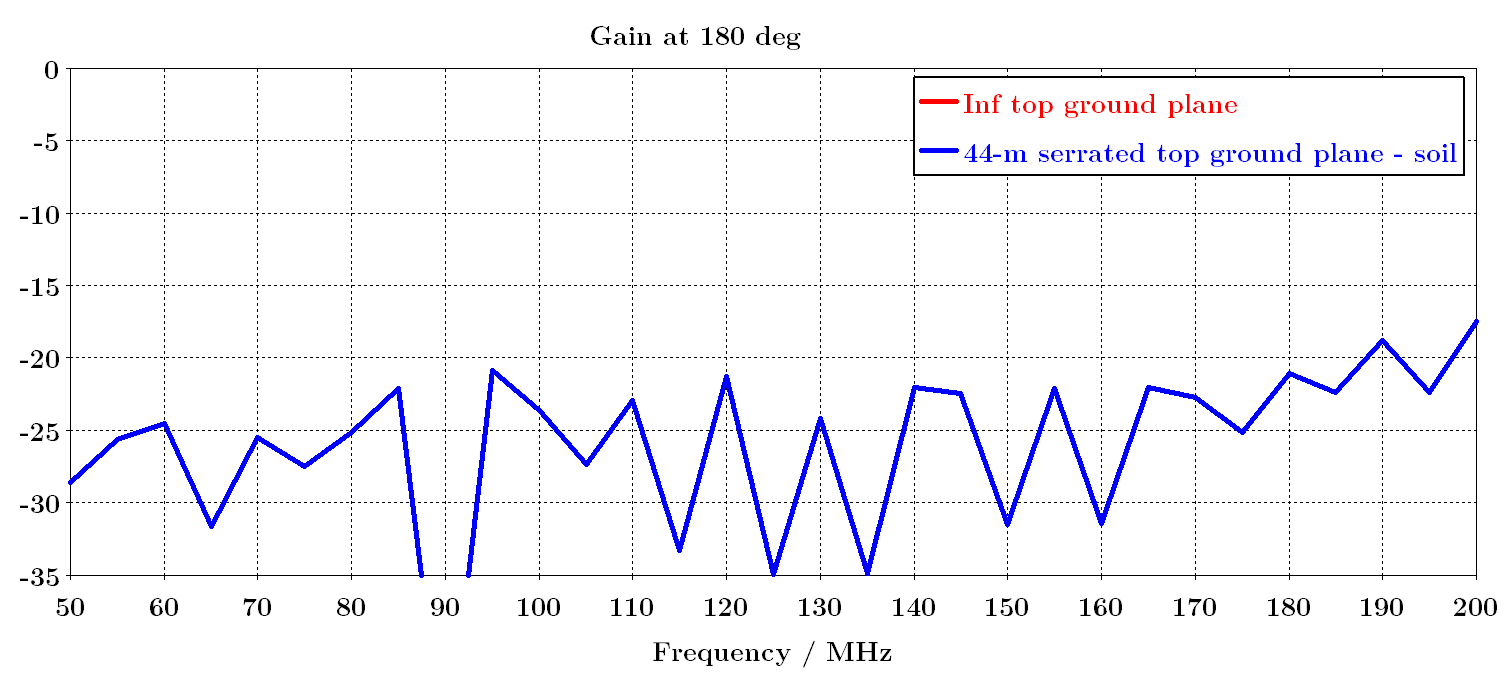 Gain at 180 deg
0
-5
-10
-15
-20
-25
-30
-35
Inf top ground plane
44-m serrated top ground plane - soil
50 60 70 80 90 100 110 120 130 140 150 160 170 180 190 200
Frequency / MHz